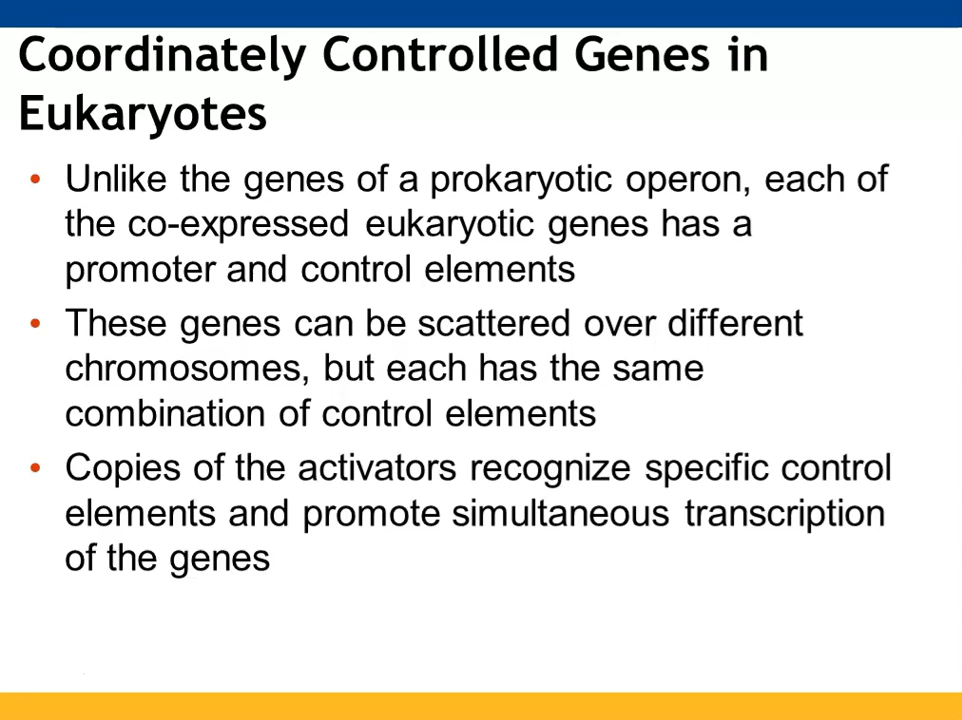 Coordinately Controlled Genes in
Eukaryotes
• Unlike the genes of a prokaryotic operon, each of
the co-expressed eukaryotic genes has a
promoter and control elements
• These genes can be scattered over different
chromosomes, but each has the same
combination of control elements
• Copies of the activators recognize specific control
elements and promote simultaneous transcription
of the genes